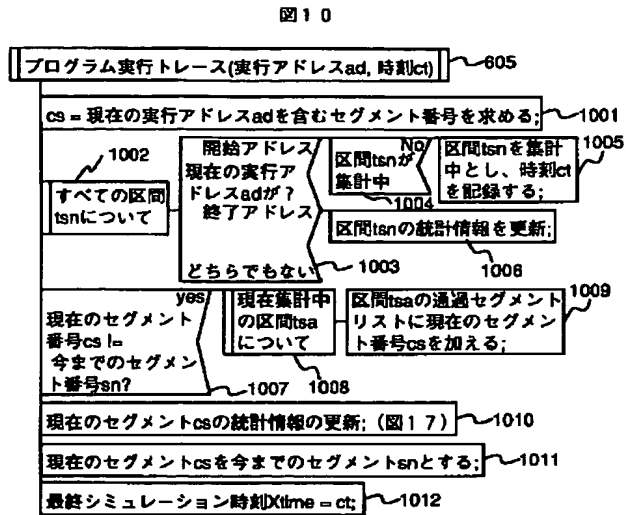 図１０
プログラム実行トレース(実行アドレスad, 時刻ct)
605
cs = 現在の実行アドレスadを含むセグメント番号を求める;
1001
1002
すべての区間
tsnについて
開始アドレス
現在の実行ア
ドレスadが？
終了アドレス
どちらでもない
1003
No
区間tsnが
集計中
1004
区間tsnを集計
中とし、時刻ct
を記録する;
1005
区間tsnの統計情報を更新;
1006
yes
現在のセグメント
番号cs !=
今までのセグメン
ト番号sn?
1007
現在集計中
の区間tsa
について
1008
区間tsaの通過セグメント
リストに現在のセグメン
ト番号csを加える;
1009
現在のセグメントcsの統計情報の更新;（図１７）
1010
現在のセグメントcsを今までのセグメントsnとする;
1011
最終シミュレーション時刻Xtime = ct;
1012